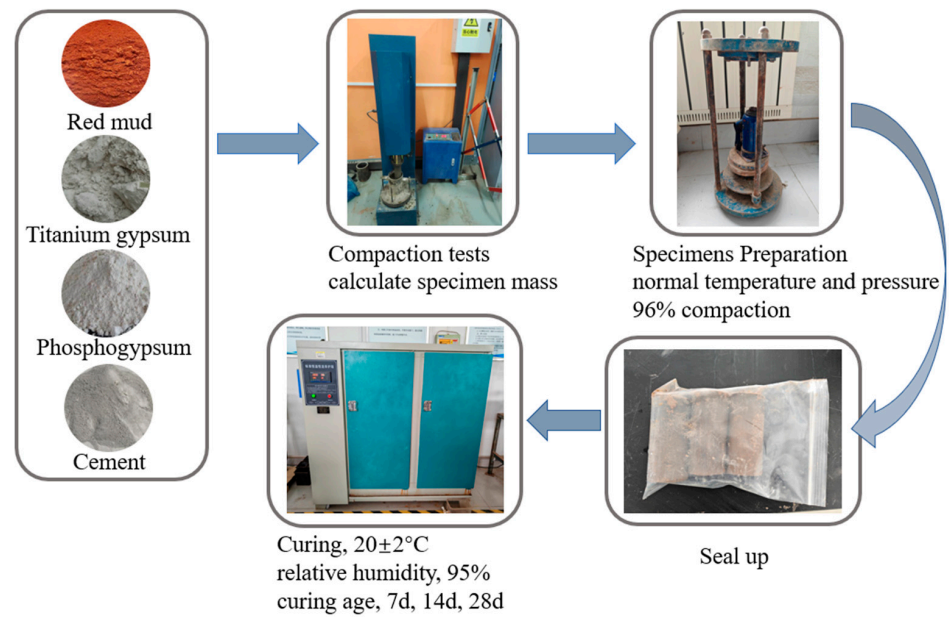 Red mud
Titanium gypsum
Phosphogypsum
Cement
Compaction tests
calculate specimen mass
Specimens Preparation
normal temperature and pressure
96% compaction
Seal up
Curing, 20±2°C
relative humidity, 95%
curing age, 7d, 14d, 28d